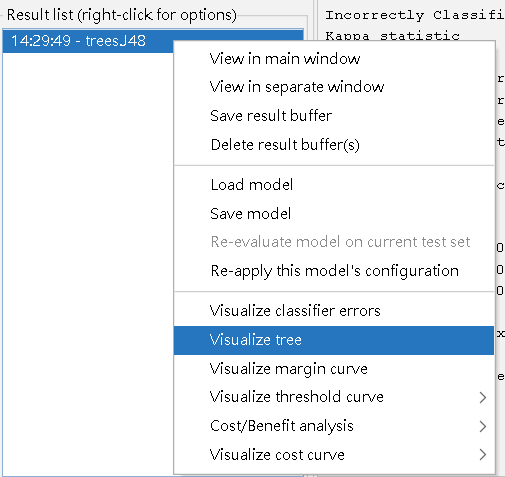 Result list (right-click for options)
Incorrectly Classifi
14:29:49 - trees.J48
Kappa statistic
View in main window
View in separate window
Save result buffer
Delete result buffer(s)
Load model
Save model
Re-evaluate model on current test set
Re-apply this model's configuration
Visualize classifier errors
Visualize tree
Visualize margin curve
Visualize threshold curve
Cost/Benefit analysis
Visualize cost curve